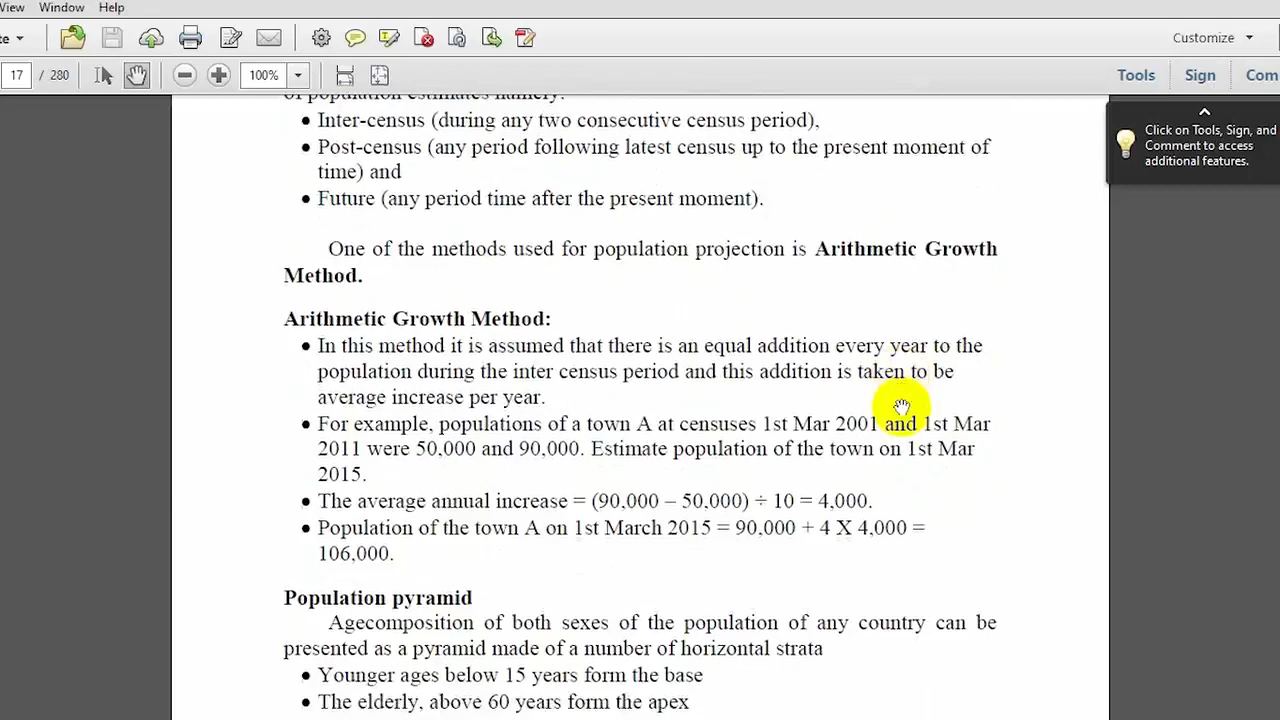 View Window Help
te Customize
17 / 280 100% Tools Sign Com
of population estimates namely:
• Inter-census (during any two consecutive census period),
• Post-census (any period following latest census up to the present moment of
time) and
• Future (any period time after the present moment).
Click on Tools, Sign, and
Comment to access
additional features.
One of the methods used for population projection is Arithmetic Growth
Method.
Arithmetic Growth Method:
• In this method it is assumed that there is an equal addition every year to the
population during the inter census period and this addition is taken to be
average increase per year.
• For example, populations of a town A at censuses 1st Mar 2001 and 1st Mar
2011 were 50,000 and 90,000. Estimate population of the town on 1st Mar
2015.
• The average annual increase = (90,000 – 50,000) ÷ 10 = 4,000.
• Population of the town A on 1st March 2015 = 90,000 + 4 X 4,000 =
106,000.
Population pyramid
Agecomposition of both sexes of the population of any country can be
presented as a pyramid made of a number of horizontal strata
• Younger ages below 15 years form the base
• The elderly, above 60 years form the apex